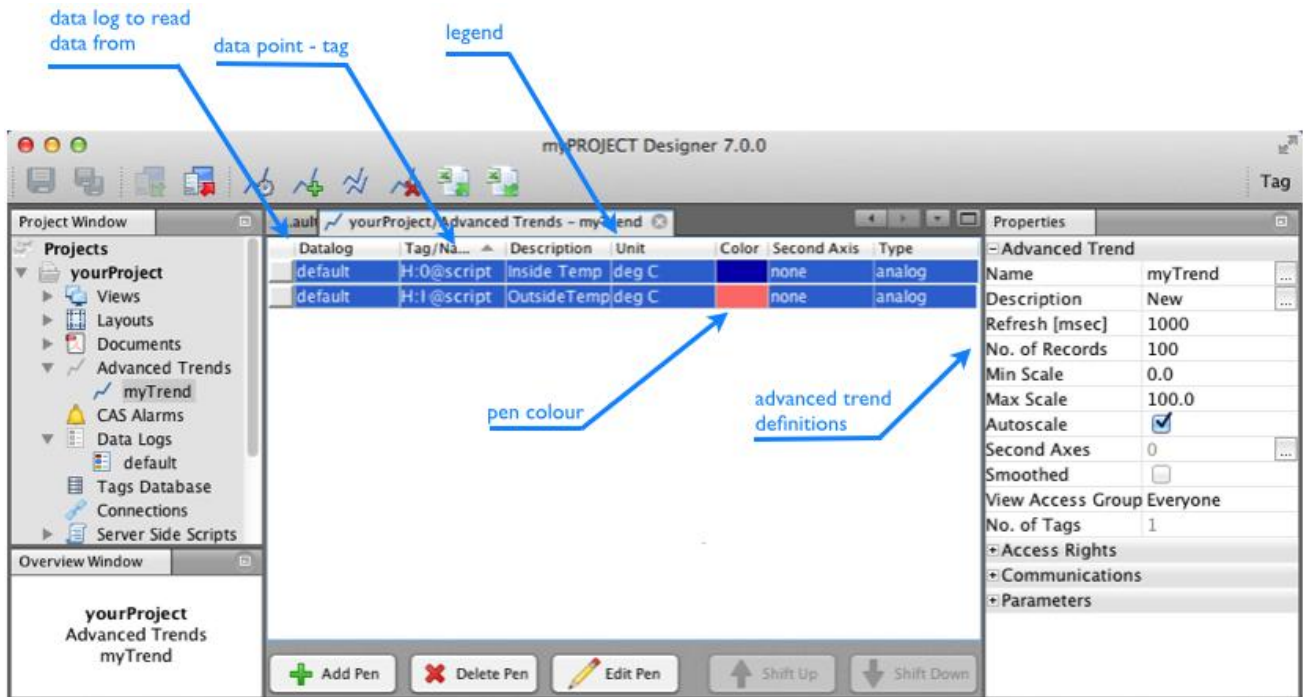 data log to read
data from
data point - tag
legend
myPROJECT Designer 7.0.0
Tag
Project Window
...ault
yourProject/Advanced Trends - myTrend
Properties
Projects
yourProject
Views
Layouts
Documents
Advanced Trends
myTrend
CAS Alarms
Data Logs
default
Tags Database
Connections
Server Side Scripts
Datalog Tag/Na... Description Unit Color Second Axis Type
default H:0@script Inside Temp deg C none analog
default H:1@script OutsideTemp deg C none analog
pen colour
advanced trend
definitions
Advanced Trend
Name myTrend ...
Description New ...
Refresh [msec] 1000
No. of Records 100
Min Scale 0.0
Max Scale 100.0
Autoscale
Second Axes 0 ...
Smoothed
View Access Group Everyone
No. of Tags 1
Access Rights
Communications
Parameters
Overview Window
yourProject
Advanced Trends
myTrend
Add Pen
Delete Pen
Edit Pen
Shift Up
Shift Down